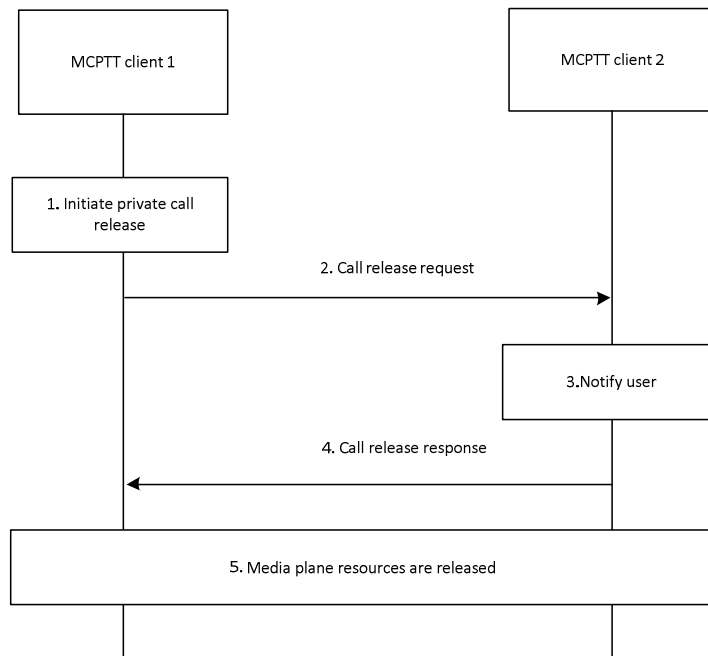 MCPTT client 1
MCPTT client 2
1. Initiate private call
release
2. Call release request
3.Notify user
4. Call release response
5. Media plane resources are released